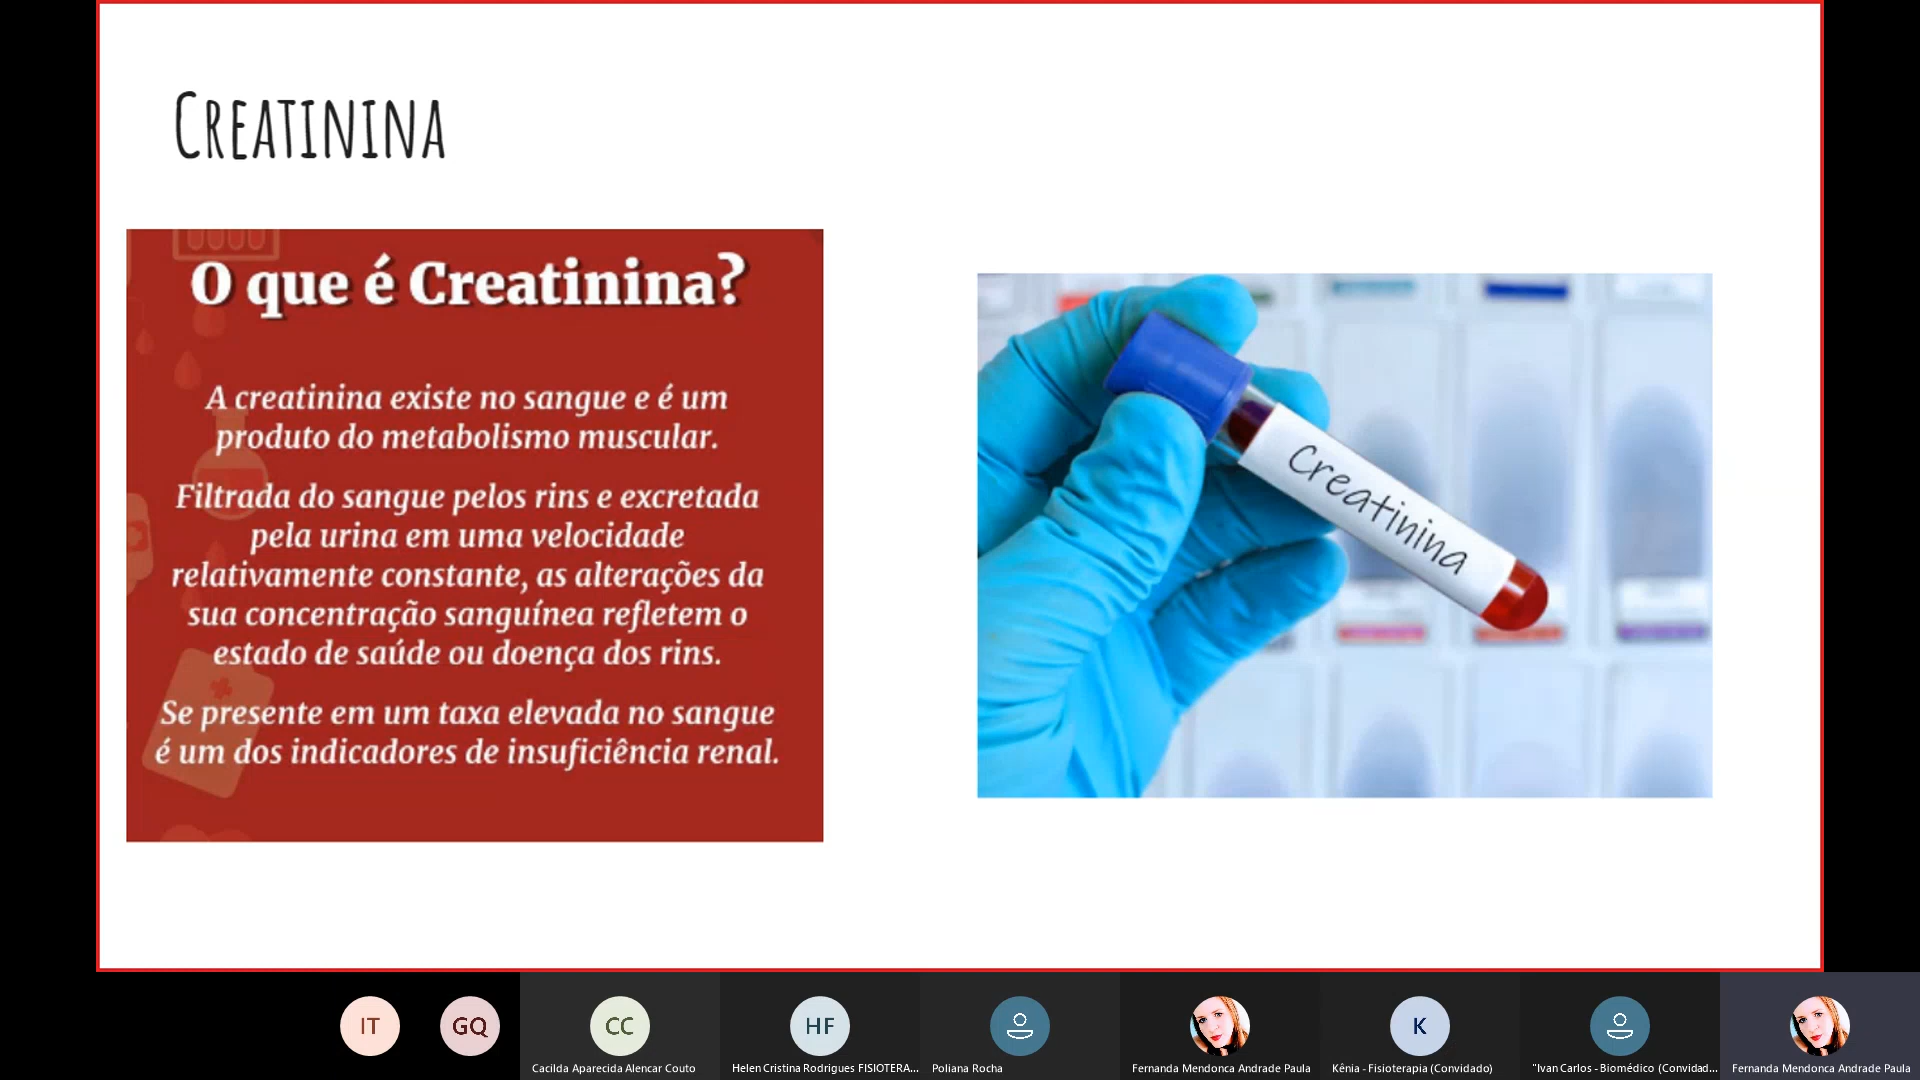 Creatinina
O que é Creatinina?
A creatinina existe no sangue e é um
produto do metabolismo muscular.
Filtrada do sangue pelos rins e excretada
pela urina em uma velocidade
relativamente constante, as alterações da
sua concentração sanguínea refletem o
estado de saúde ou doença dos rins.
Se presente em um taxa elevada no sangue
é um dos indicadores de insuficiência renal.
Creatinina
IT
GQ
CC
HF
K
Cacilda Aparecida Alencar Couto
Helen Cristina Rodrigues FISIOTERA...
Poliana Rocha
Fernanda Mendonca Andrade Paula
Kênia - Fisioterapia (Convidado)
"Ivan Carlos - Biomédico (Convidad...
Fernanda Mendonca Andrade Paula